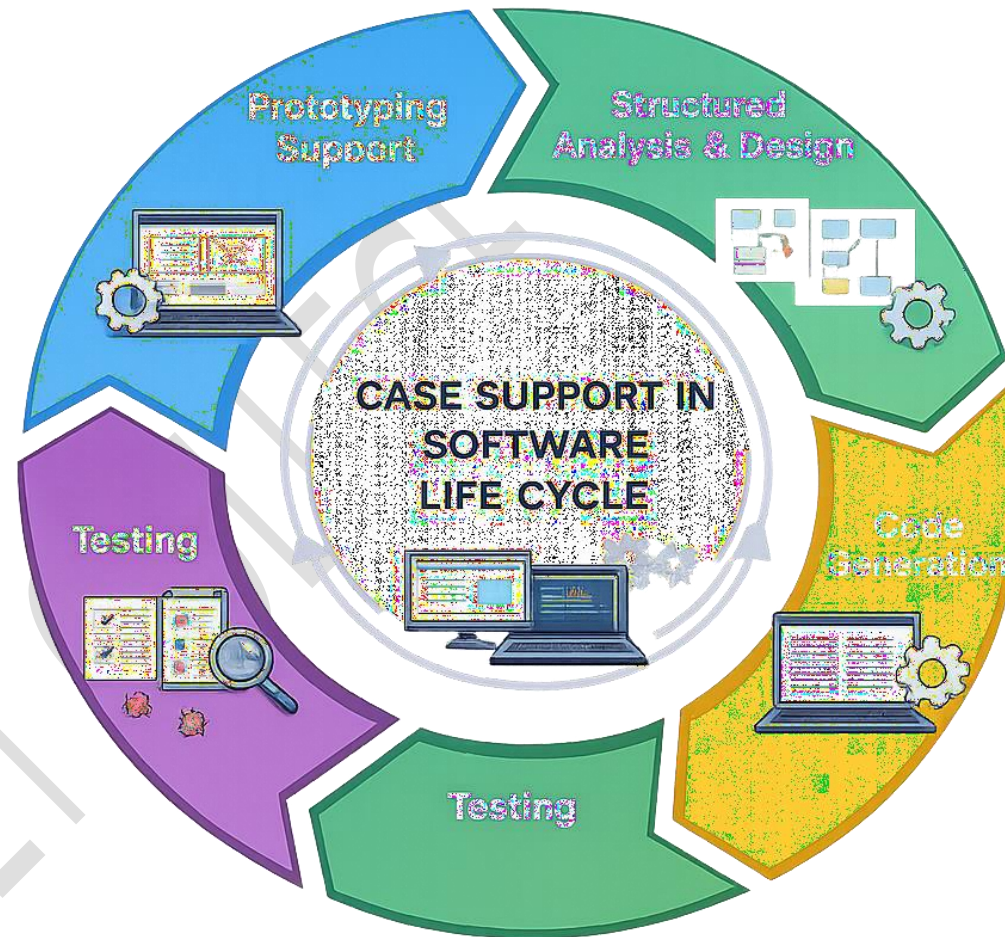 Prototyping
Support
Structured
Analysis & Design
CASE SUPPORT IN
SOFTWARE
LIFE CYCLE
Code
Generation
Testing
Testing